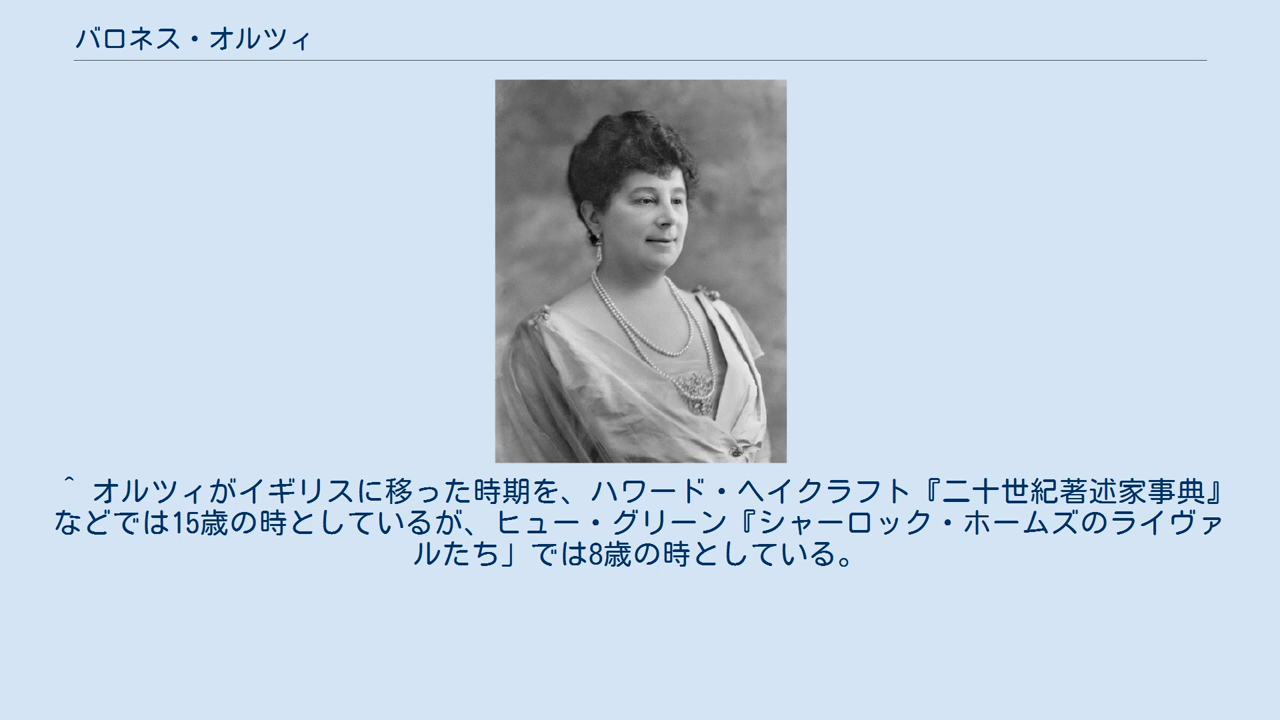 バロネス・オルツィ
^ オルツィがイギリスに移った時期を、ハワード・ヘイクラフト『二十世紀著述家事典』
などでは15歳の時としているが、ヒュー・グリーン『シャーロック・ホームズのライヴァ
ルたち」では8歳の時としている。